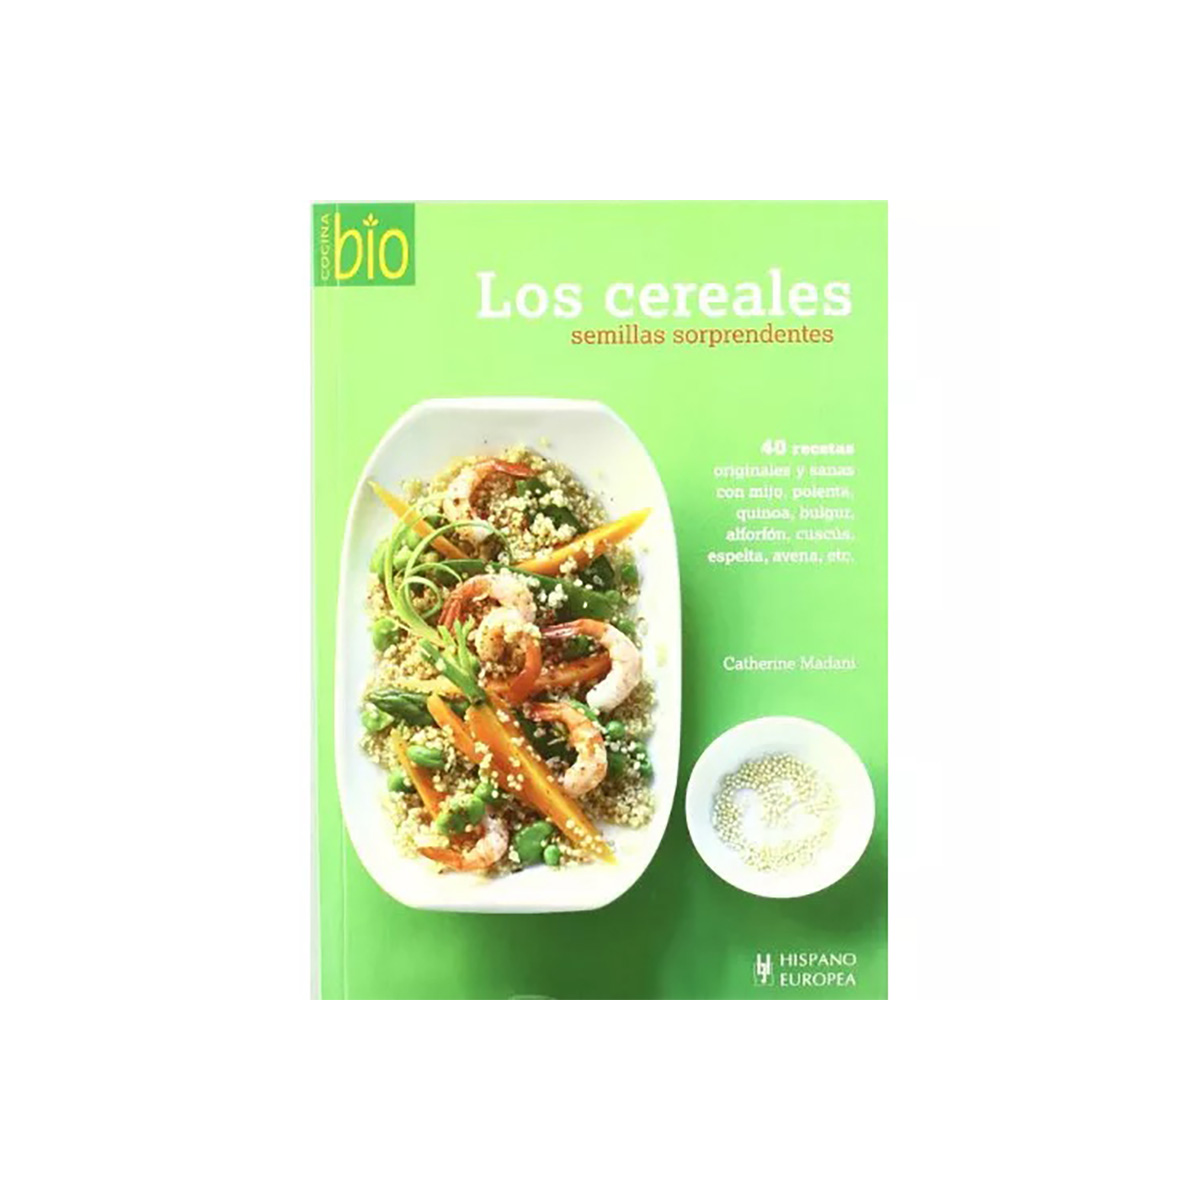 COCINA
bio
Los cereales
semillas sorprendentes
40 recetas
originales y sanas
con mijo, polenta,
quinoa, bulgur,
alforfón, cuscús,
espelta, avena, etc.
Catherine Madani
HISPANO
EUROPEA